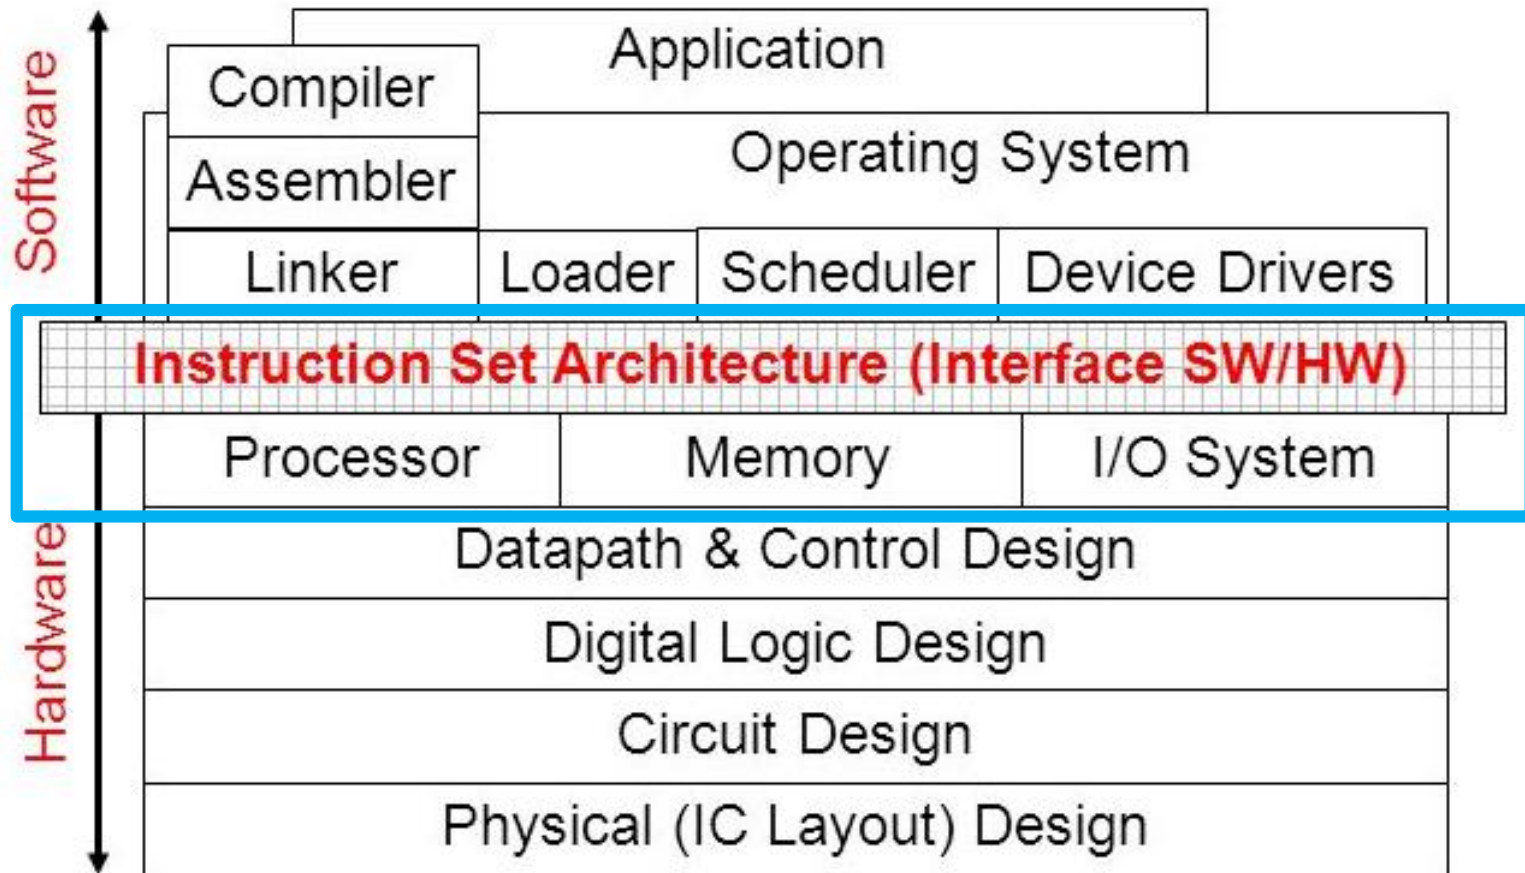 Software
Hardware
Application
Compiler
Operating System
Assembler
Linker
Loader
Scheduler
Device Drivers
Instruction Set Architecture (Interface SW/HW)
Processor
Memory
I/O System
Datapath & Control Design
Digital Logic Design
Circuit Design
Physical (IC Layout) Design